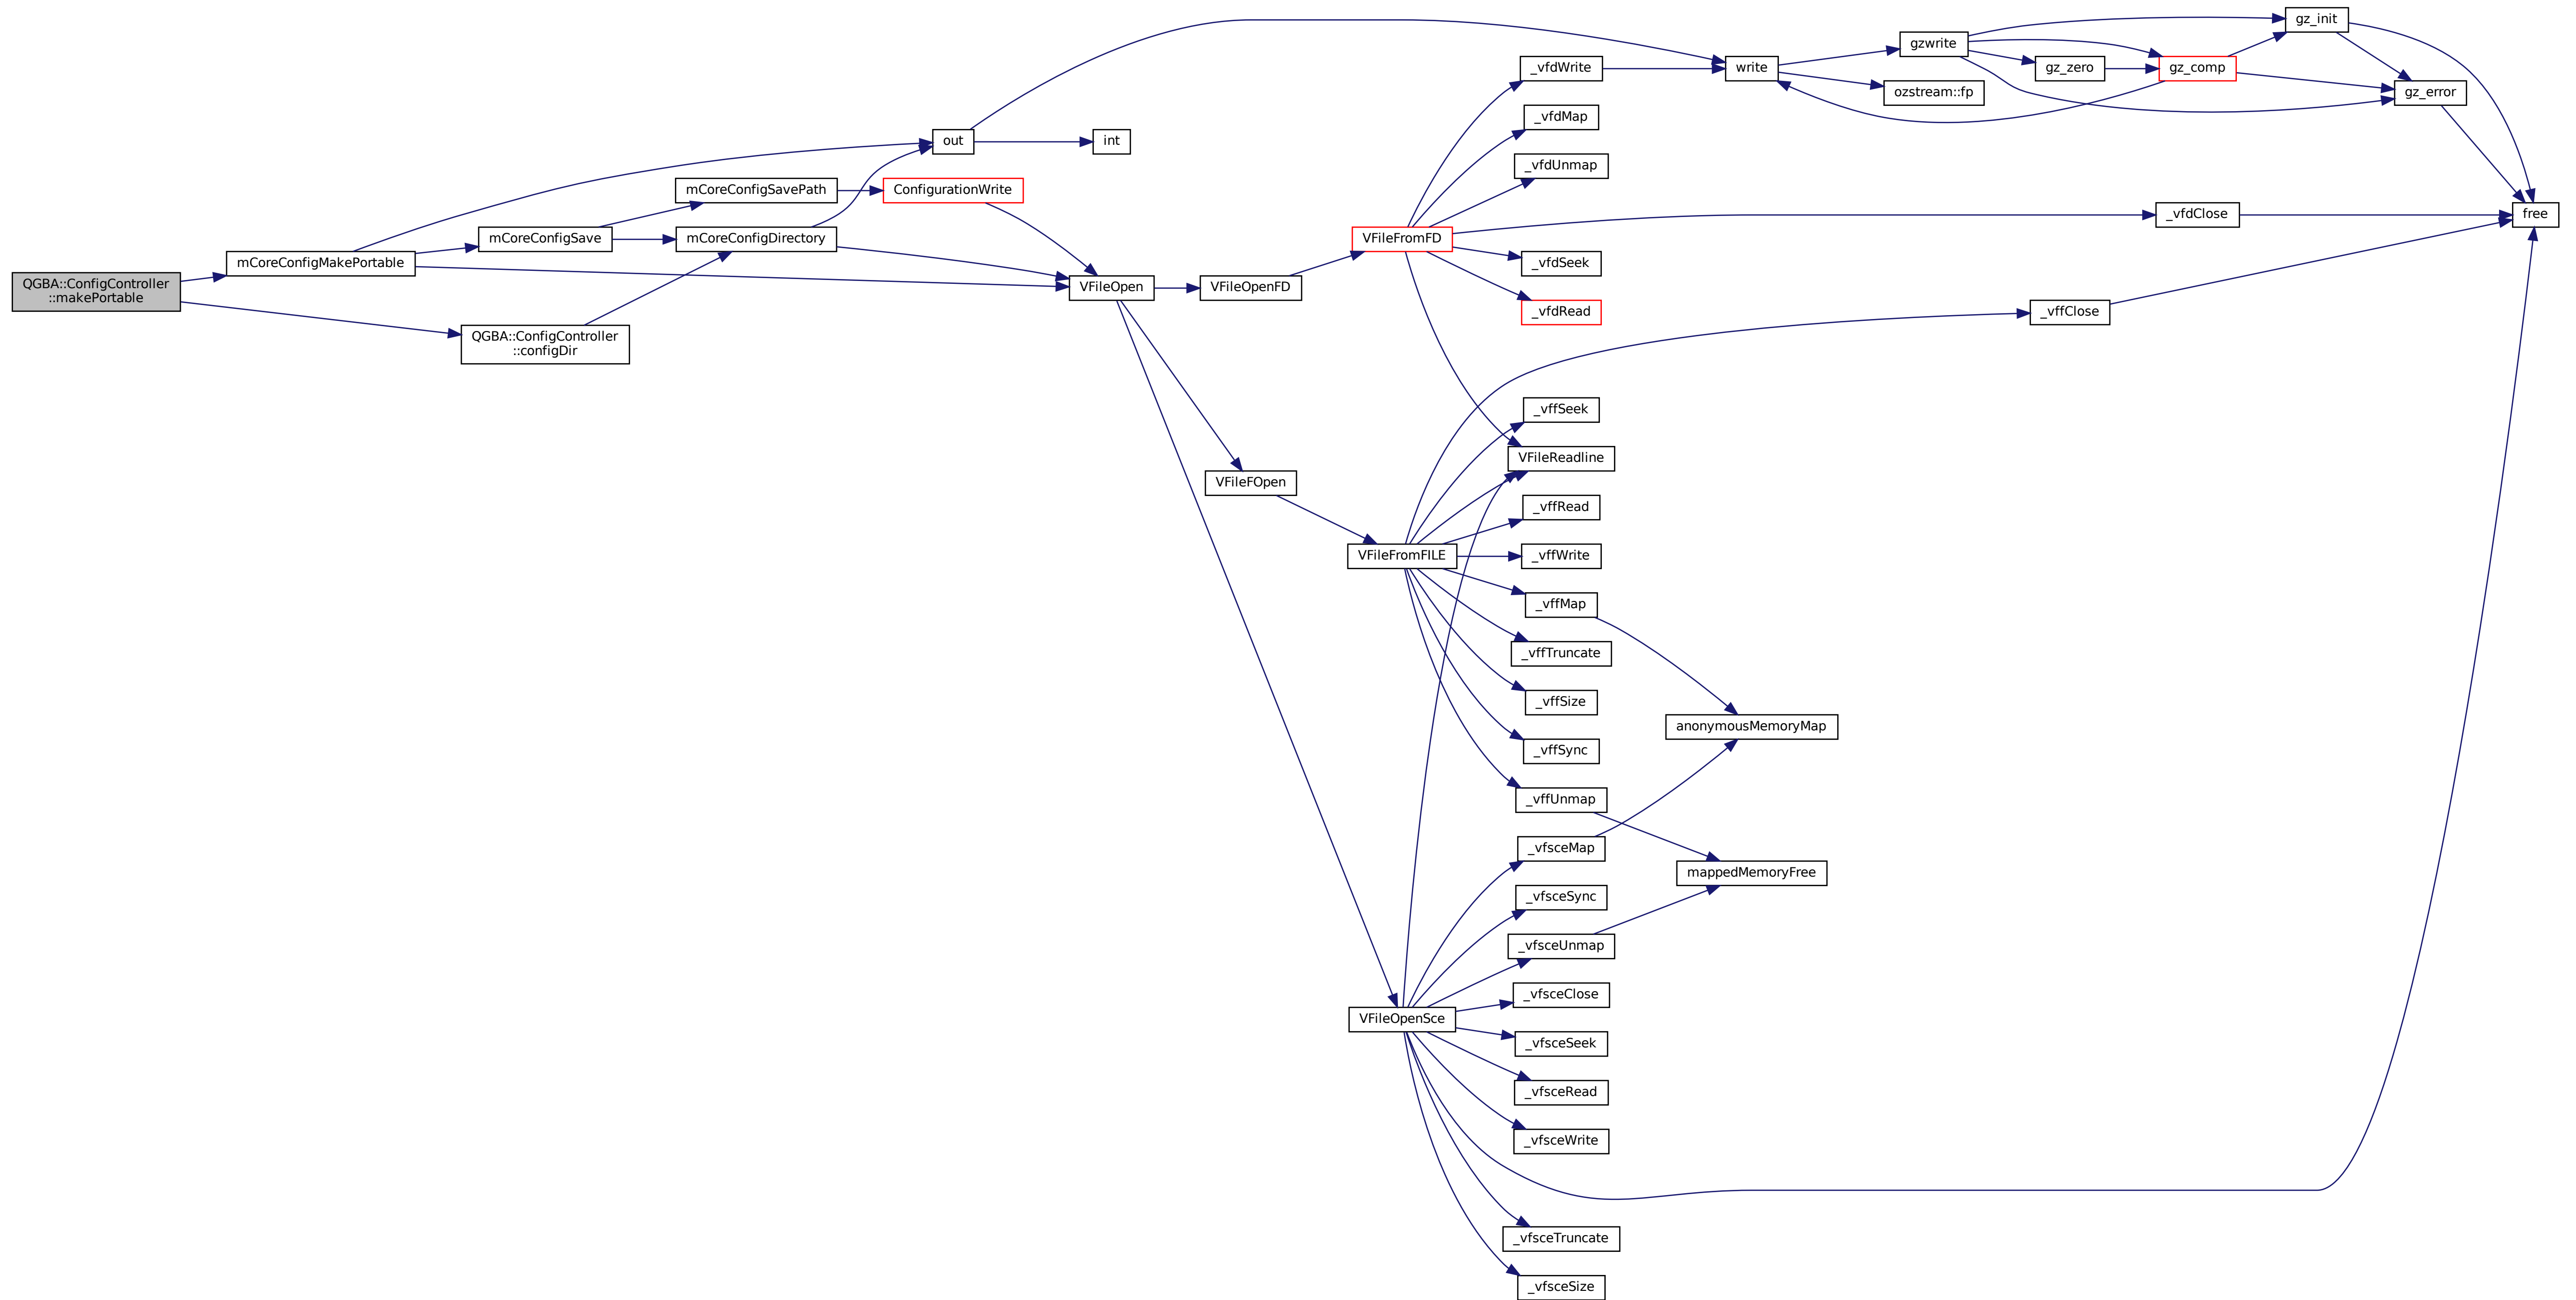 QGBA::ConfigController
::makePortable
mCoreConfigMakePortable
QGBA::ConfigController
::configDir
mCoreConfigSave
mCoreConfigSavePath
mCoreConfigDirectory
out
ConfigurationWrite
int
VFileOpen
VFileOpenFD
VFileFOpen
VFileFromFD
VFileFromFILE
VFileOpenSce
_vfdWrite
_vfdMap
_vfdUnmap
_vfdSeek
_vfdRead
_vffSeek
VFileReadline
_vffRead
_vffWrite
_vffMap
_vffTruncate
_vffSize
_vffSync
_vffUnmap
_vfsceMap
_vfsceSync
_vfsceUnmap
_vfsceClose
_vfsceSeek
_vfsceRead
_vfsceWrite
_vfsceTruncate
_vfsceSize
write
anonymousMemoryMap
mappedMemoryFree
gzwrite
ozstream::fp
gz_zero
_vffClose
gz_comp
_vfdClose
gz_init
gz_error
free